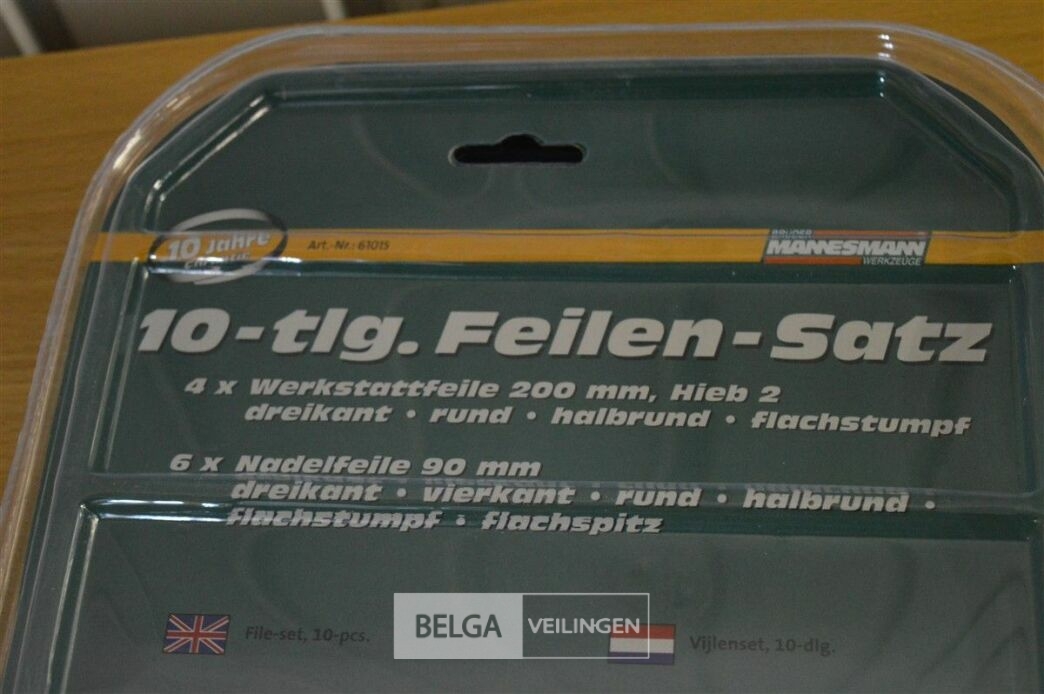 10 Jahre
Garantie
Art.-Nr.: 61015
BRÜDER
MANNESMANN
WERKZEUGE
10-tlg. Feilen-Satz
4 x Werkstattfeile 200 mm, Hieb 2
dreikant • rund • halbrund • flachstumpf
6 x Nadelfeile 90 mm
dreikant • vierkant • rund • halbrund •
flachstumpf • flachspitz
File-set, 10-pcs.
Vijlenset, 10-dlg.
BELGA VEILINGEN